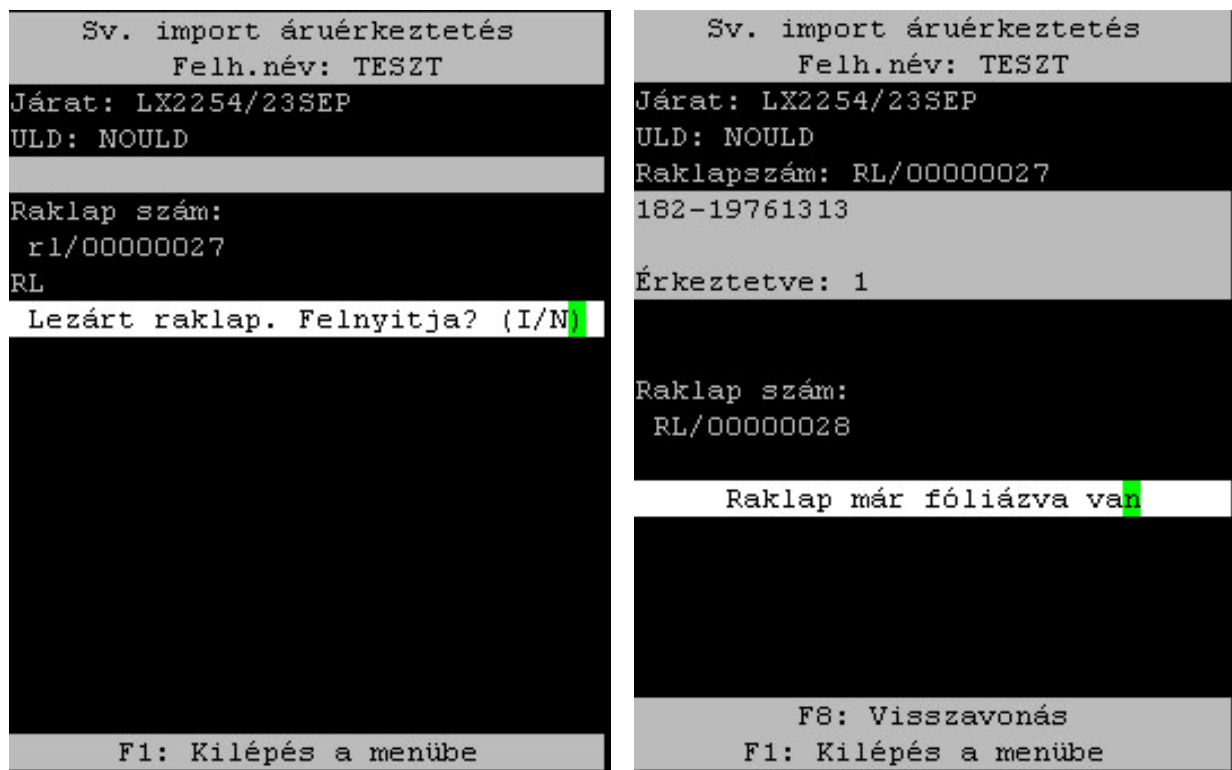 Sv. import áruérkeztetés
Felh.név: TESZT
Járat: LX2254/23SEP
ULD: NOULD
Raklap szám:
rl/00000027
RL
Lezárt raklap. Felnyitja? (I/N)
F1: Kilépés a menübe
Sv. import áruérkeztetés
Felh.név: TESZT
Járat: LX2254/23SEP
ULD: NOULD
Raklapszám: RL/00000027
182-19761313
Érkeztetve: 1
Raklap szám:
RL/00000028
Raklap már fóliázva van
F8: Visszavonás
F1: Kilépés a menübe